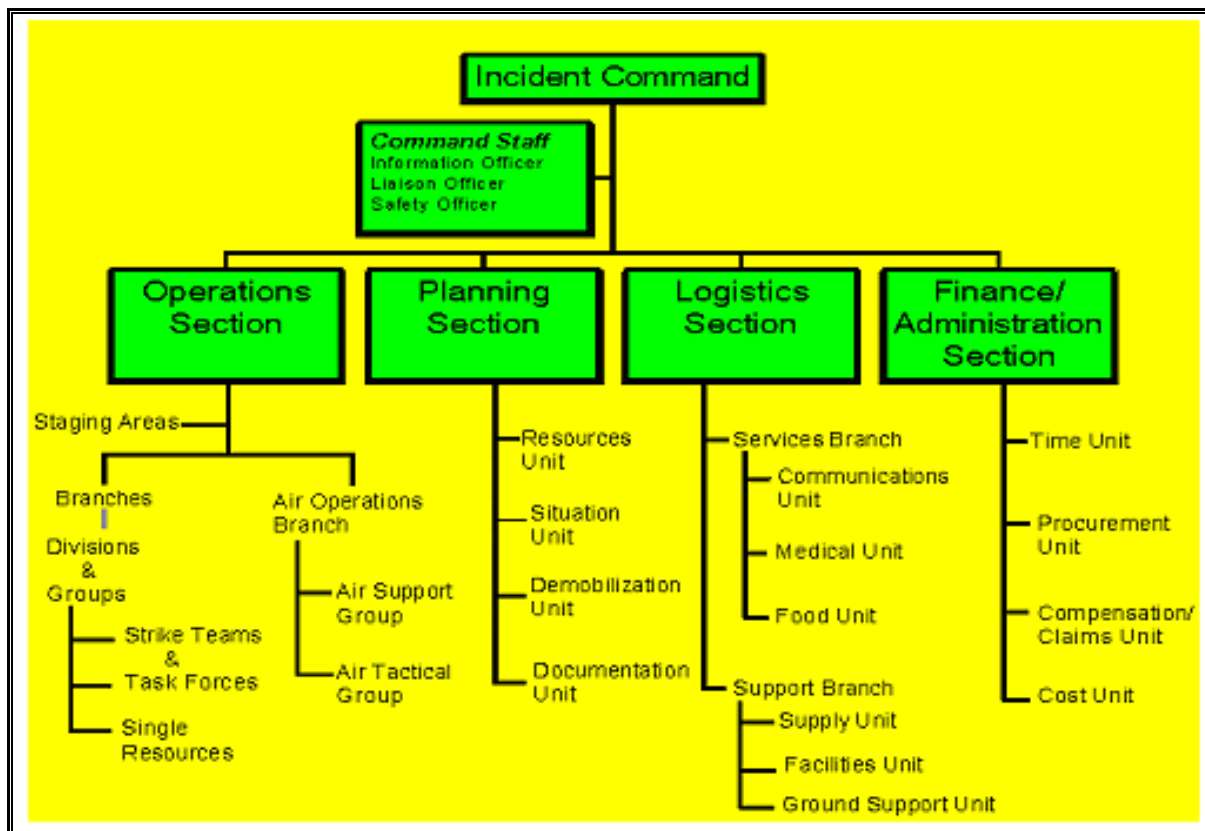 Incident Command
Command Staff
Information Officer
Liaison Officer
Safety Officer
Operations
Section
Planning
Section
Logistics
Section
Finance/
Administration
Section
Staging Areas
Branches
Divisions
&
Groups
Strike Teams
&
Task Forces
Single
Resources
Air Operations
Branch
Air Support
Group
Air Tactical
Group
Resources
Unit
Situation
Unit
Demobilization
Unit
Documentation
Unit
Services Branch
Communications
Unit
Medical Unit
Food Unit
Support Branch
Supply Unit
Facilities Unit
Ground Support Unit
Time Unit
Procurement
Unit
Compensation/
Claims Unit
Cost Unit